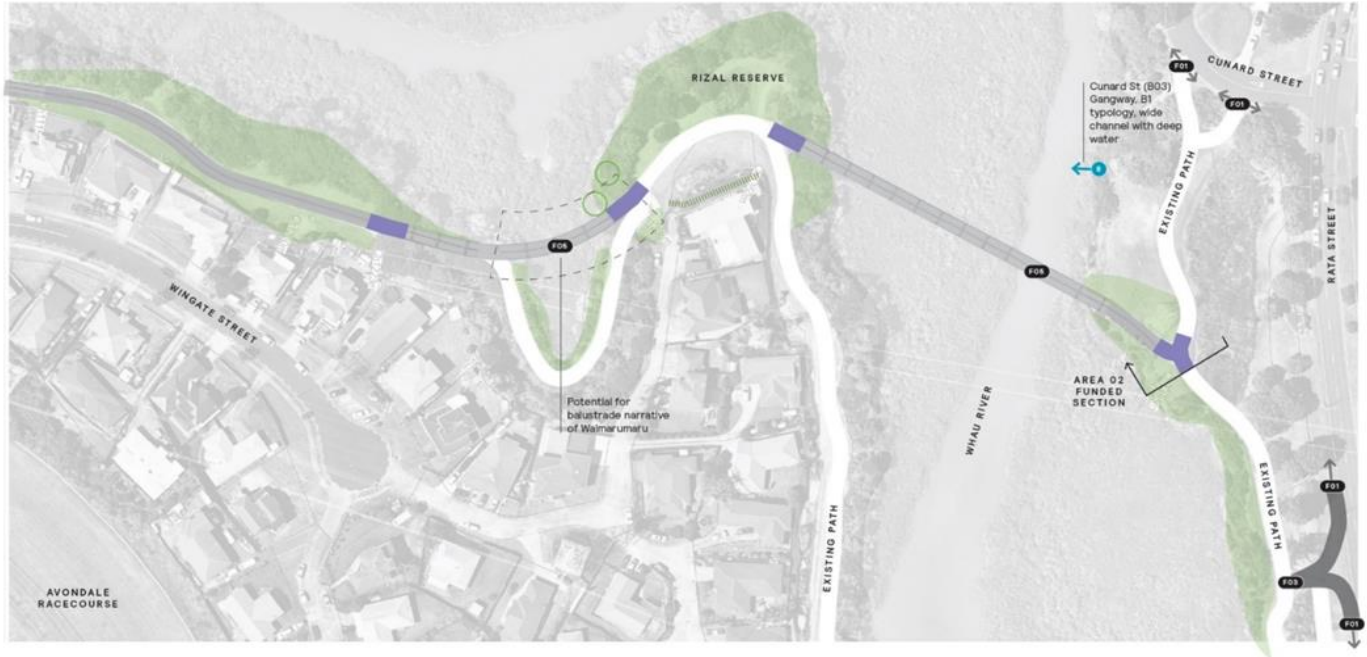 RIZAL RESERVE
F01
CUNARD STREET
F01
Cunard St (B03)
Gangway, B1
typology, wide
channel with deep
water
EXISTING PATH
RATA STREET
F05
F05
WINGATE STREET
AREA 02
FUNDED
SECTION
WHAU RIVER
Potential for
balustrade narrative
of Waimarumaru
EXISTING PATH
EXISTING PATH
F01
F03
F01
AVONDALE
RACECOURSE